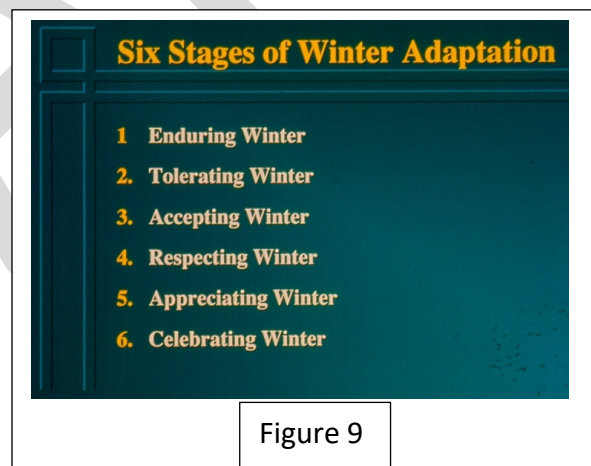 Six Stages of Winter Adaptation
1 Enduring Winter
2. Tolerating Winter
3. Accepting Winter
4. Respecting Winter
5. Appreciating Winter
6. Celebrating Winter
Figure 9